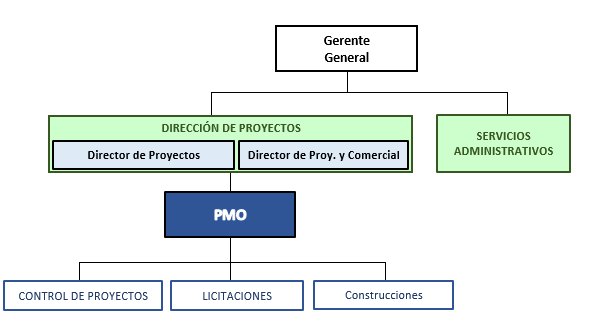 Gerente
General
DIRECCIÓN DE PROYECTOS
Director de Proyectos
Director de Proy. y Comercial
SERVICIOS
ADMINISTRATIVOS
PMO
CONTROL DE PROYECTOS
LICITACIONES
Construcciones